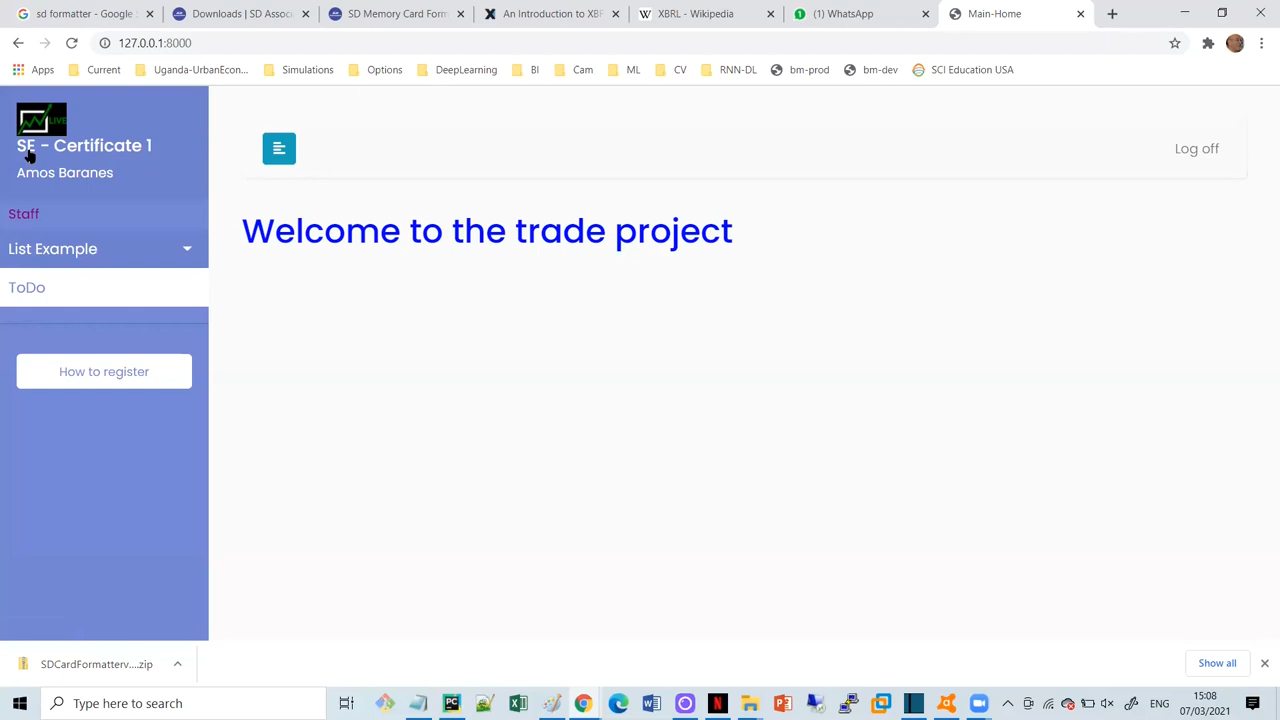 sd formatter - Google S
Downloads | SD Assoc
SD Memory Card Form
An Introduction to XBR
XBRL - Wikipedia
(1) WhatsApp
Main-Home
127.0.0.1:8000
Apps
Current
Uganda-UrbanEcon...
Simulations
Options
DeepLearning
BI
Cam
ML
CV
RNN-DL
bm-prod
bm-dev
SCI Education USA
LIVE
SE - Certificate 1
Amos Baranes
Staff
List Example
ToDo
How to register
Log off
Welcome to the trade project
SDCardFormatterv....zip
Show all
Type here to search
ENG
15:08
07/03/2021